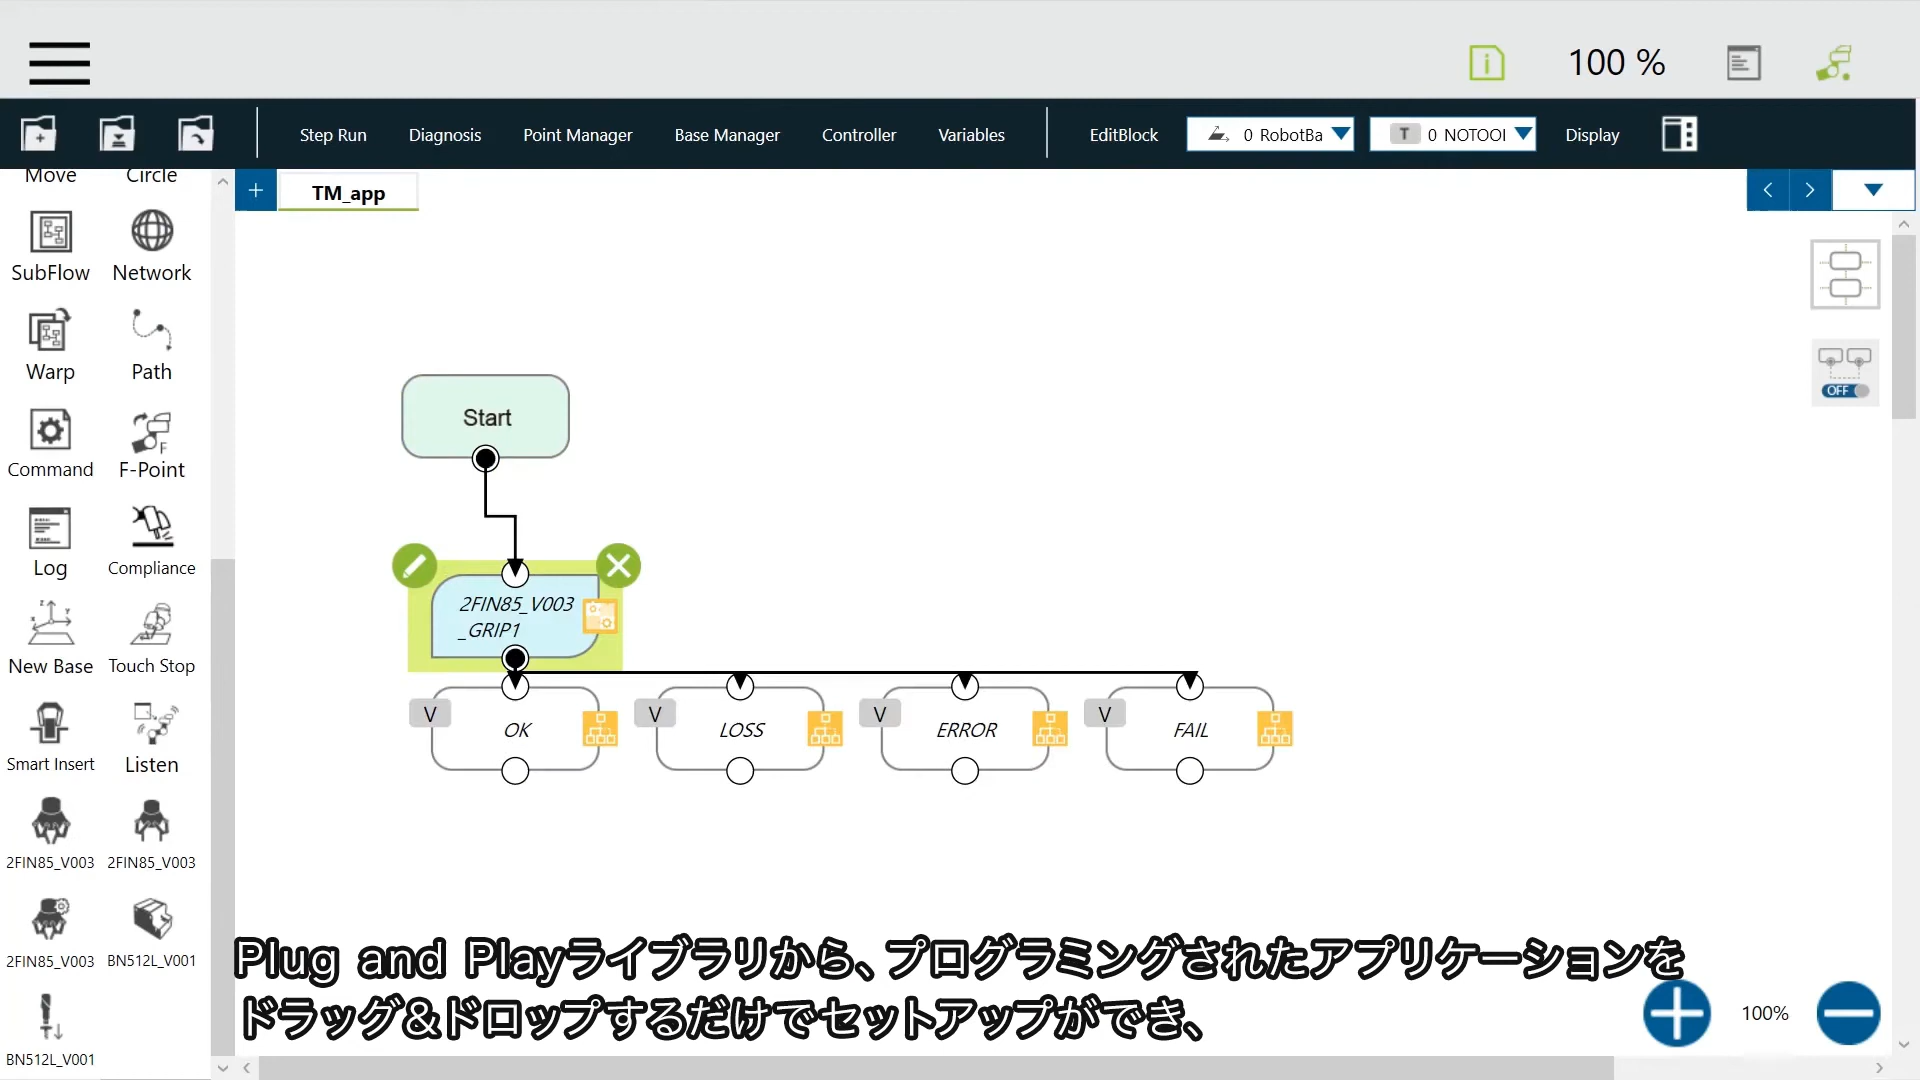 100 %
Step Run Diagnosis Point Manager Base Manager Controller Variables EditBlock 0 RobotBa T 0 NOTOOI Display
Move Circle
+ TM_app
SubFlow Network
Warp Path
OFF
Start
Command F-Point
F
Log Compliance
2FIN85_V003
_GRIP1
New Base Touch Stop
V OK V LOSS V ERROR V FAIL
Smart Insert Listen
2FIN85_V003 2FIN85_V003
2FIN85_V003 BN512L_V001
Plug and Playライブラリから、プログラミングされたアプリケーションを
ドラッグ&ドロップするだけでセットアップができ、
100%
BN512L_V001